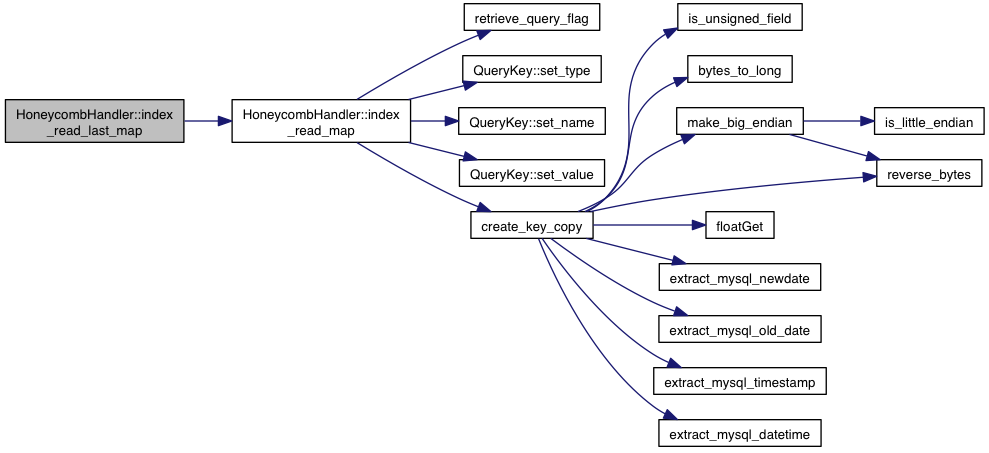 HoneycombHandler::index
_read_last_map
HoneycombHandler::index
_read_map
retrieve_query_flag
QueryKey::set_type
QueryKey::set_name
QueryKey::set_value
create_key_copy
is_unsigned_field
bytes_to_long
make_big_endian
is_little_endian
reverse_bytes
floatGet
extract_mysql_newdate
extract_mysql_old_date
extract_mysql_timestamp
extract_mysql_datetime